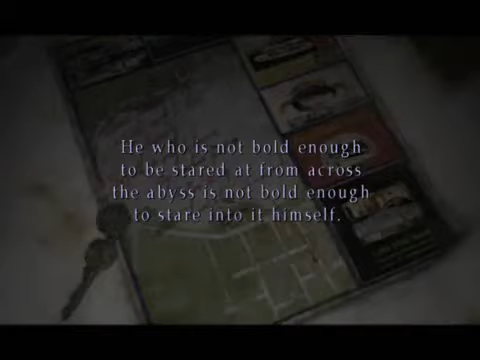 He who is not bold enough
to be stared at from across
the abyss is not bold enough
to stare into it himself.